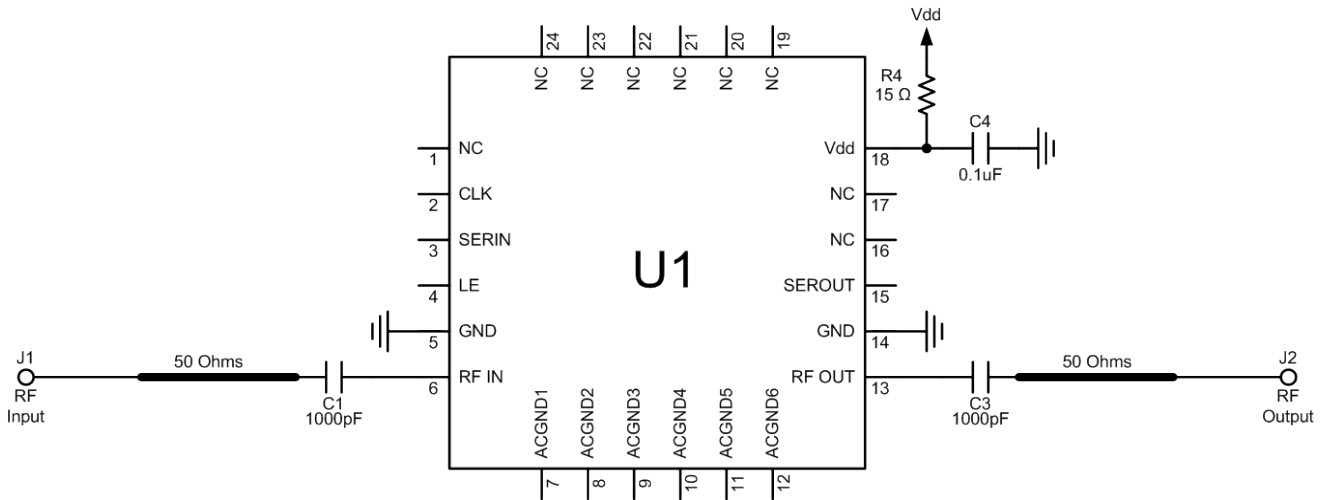 Vdd
24
23
22
21
20
19
NC
NC
NC
NC
NC
NC
R4
15 Ω
C4
0.1uF
1
NC
Vdd
18
2
CLK
NC
17
3
SERIN
NC
16
U1
4
LE
SEROUT
15
5
GND
GND
14
J1
RF
Input
50 Ohms
C1
1000pF
6
RF IN
RF OUT
13
C3
1000pF
50 Ohms
J2
RF
Output
ACGND1
ACGND2
ACGND3
ACGND4
ACGND5
ACGND6
7
8
9
10
11
12